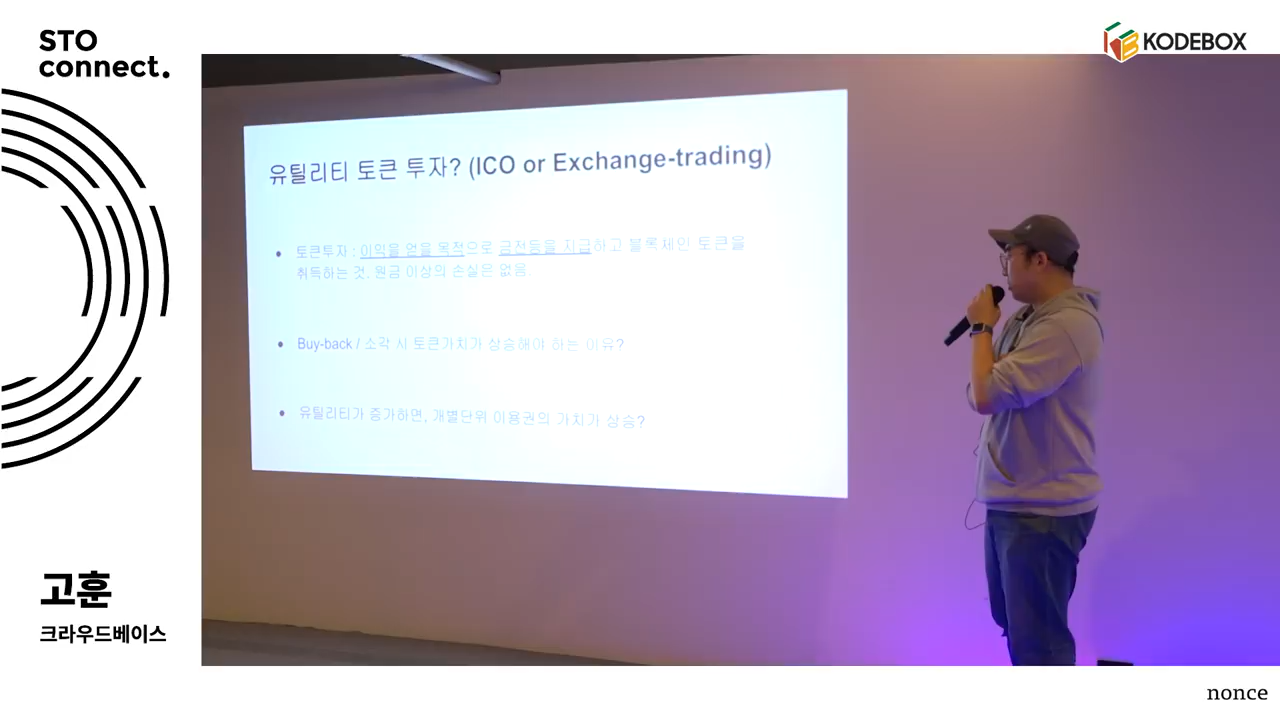 STO
connect.
KODEBOX
유틸리티 토큰 투자? (ICO or Exchange-trading)
• 토큰투자 : 이익을 얻을 목적으로 금전등을 지급하고 블록체인 토큰을
취득하는 것. 원금 이상의 손실은 없음.
• Buy-back / 소각 시 토큰가치가 상승해야 하는 이유?
• 유틸리티가 증가하면, 개별단위 이용권의 가치가 상승?
고훈
크라우드베이스
nonce